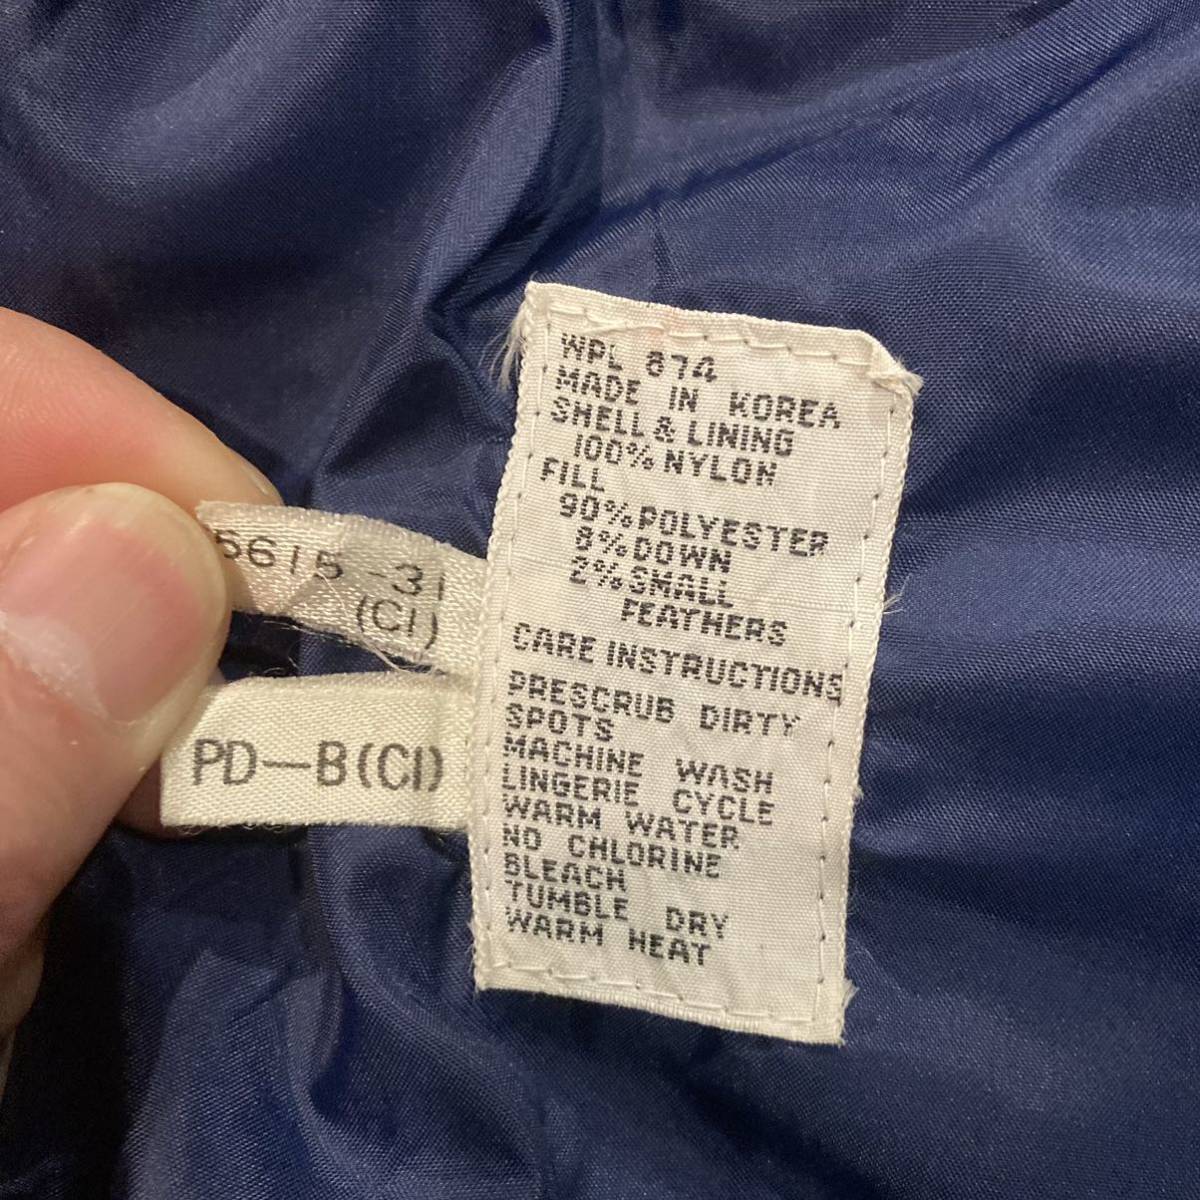 WPL 874
MADE IN KOREA
SHELL & LINING
100% NYLON
FILL
90% POLYESTER
8% DOWN
2% SMALL
FEATHERS
CARE INSTRUCTIONS
PRESCRUB DIRTY
SPOTS
MACHINE WASH
LINGERIE CYCLE
WARM WATER
NO CHLORINE
BLEACH
TUMBLE DRY
WARM HEAT
6615-31
(CI)
PD-B(CI)